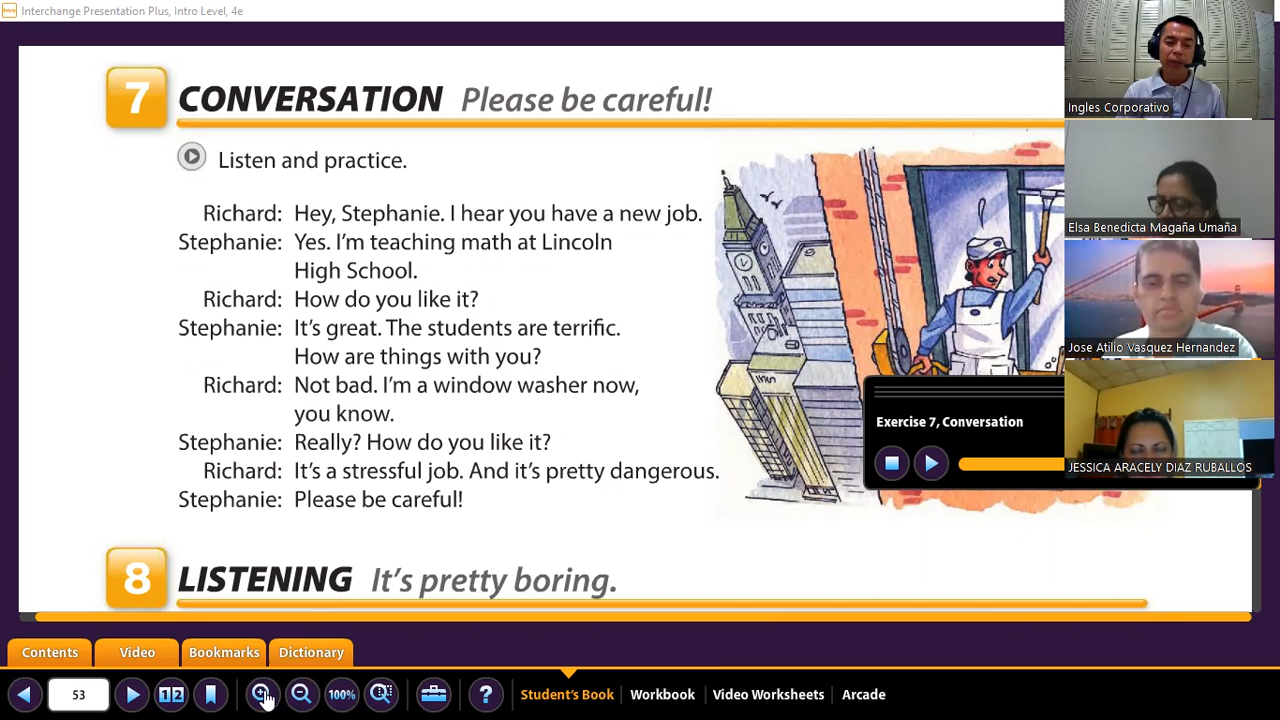 Interchange Presentation Plus, Intro Level, 4e
7 CONVERSATION Please be careful!
Listen and practice.
Richard: Hey, Stephanie. I hear you have a new job.
Stephanie: Yes. I'm teaching math at Lincoln
High School.
Richard: How do you like it?
Stephanie: It's great. The students are terrific.
How are things with you?
Richard: Not bad. I'm a window washer now,
you know.
Stephanie: Really? How do you like it?
Richard: It's a stressful job. And it's pretty dangerous.
Stephanie: Please be careful!
8 LISTENING It's pretty boring.
Exercise 7, Conversation
Ingles Corporativo
Elsa Benedicta Magaña Umaña
Jose Atilio Vasquez Hernandez
JESSICA ARACELY DIAZ RUBALLOS
Contents Video Bookmarks Dictionary
53 1 2 100% ? Student's Book Workbook Video Worksheets Arcade